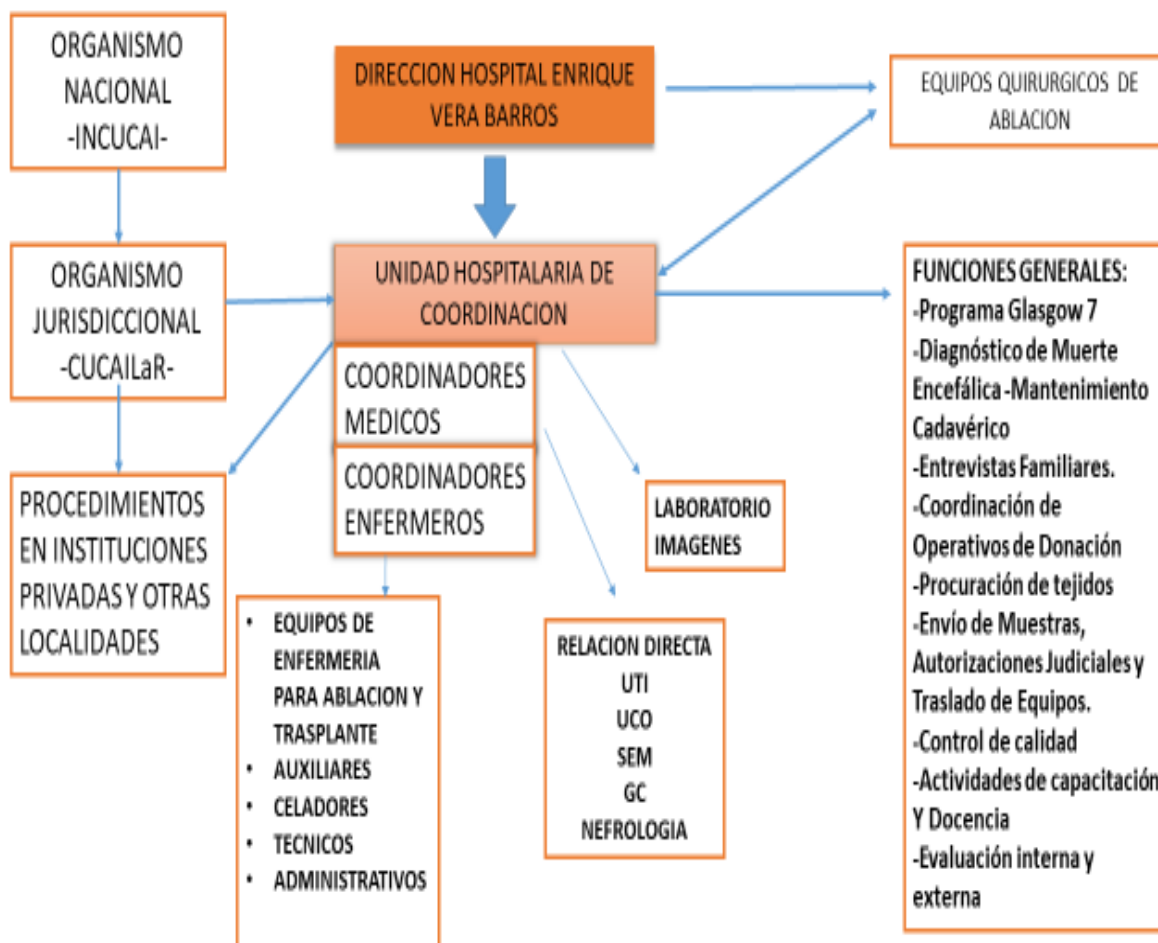 ORGANISMO
NACIONAL
-INCUCAI-
DIRECCION HOSPITAL ENRIQUE
VERA BARROS
EQUIPOS QUIRURGICOS DE
ABLACION
ORGANISMO
JURISDICCIONAL
-CUCAILaR-
UNIDAD HOSPITALARIA DE
COORDINACION
COORDINADORES
MEDICOS
COORDINADORES
ENFERMEROS
PROCEDIMIENTOS
EN INSTITUCIONES
PRIVADAS Y OTRAS
LOCALIDADES
• EQUIPOS DE
ENFERMERIA
PARA ABLACION Y
TRASPLANTE
• AUXILIARES
• CELADORES
• TECNICOS
• ADMINISTRATIVOS
RELACION DIRECTA
UTI
UCO
SEM
GC
NEFROLOGIA
LABORATORIO
IMAGENES
FUNCIONES GENERALES:
-Programa Glasgow 7
-Diagnóstico de Muerte
Encefálica -Mantenimiento
Cadavérico
-Entrevistas Familiares.
-Coordinación de
Operativos de Donación
-Procuración de tejidos
-Envío de Muestras,
Autorizaciones Judiciales y
Traslado de Equipos.
-Control de calidad
-Actividades de capacitación
Y Docencia
-Evaluación interna y
externa